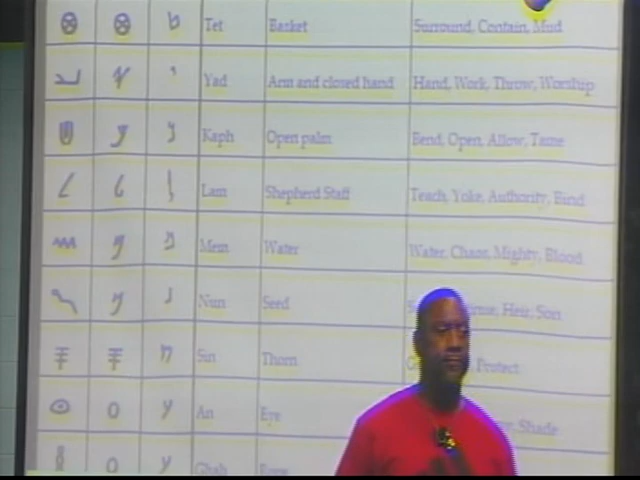 Tet Basket Surround, Contain, Mud
Yad Arm and closed hand Hand, Work, Throw, Worship
Kaph Open palm Bend, Open, Allow, Tame
Lam Shepherd Staff Teach, Yoke, Authority, Bind
Mem Water Water, Chaos, Mighty, Blood
Nun Seed Heir, Son
Sin Thorn Protect
An Eye Shade
Ghah Rope